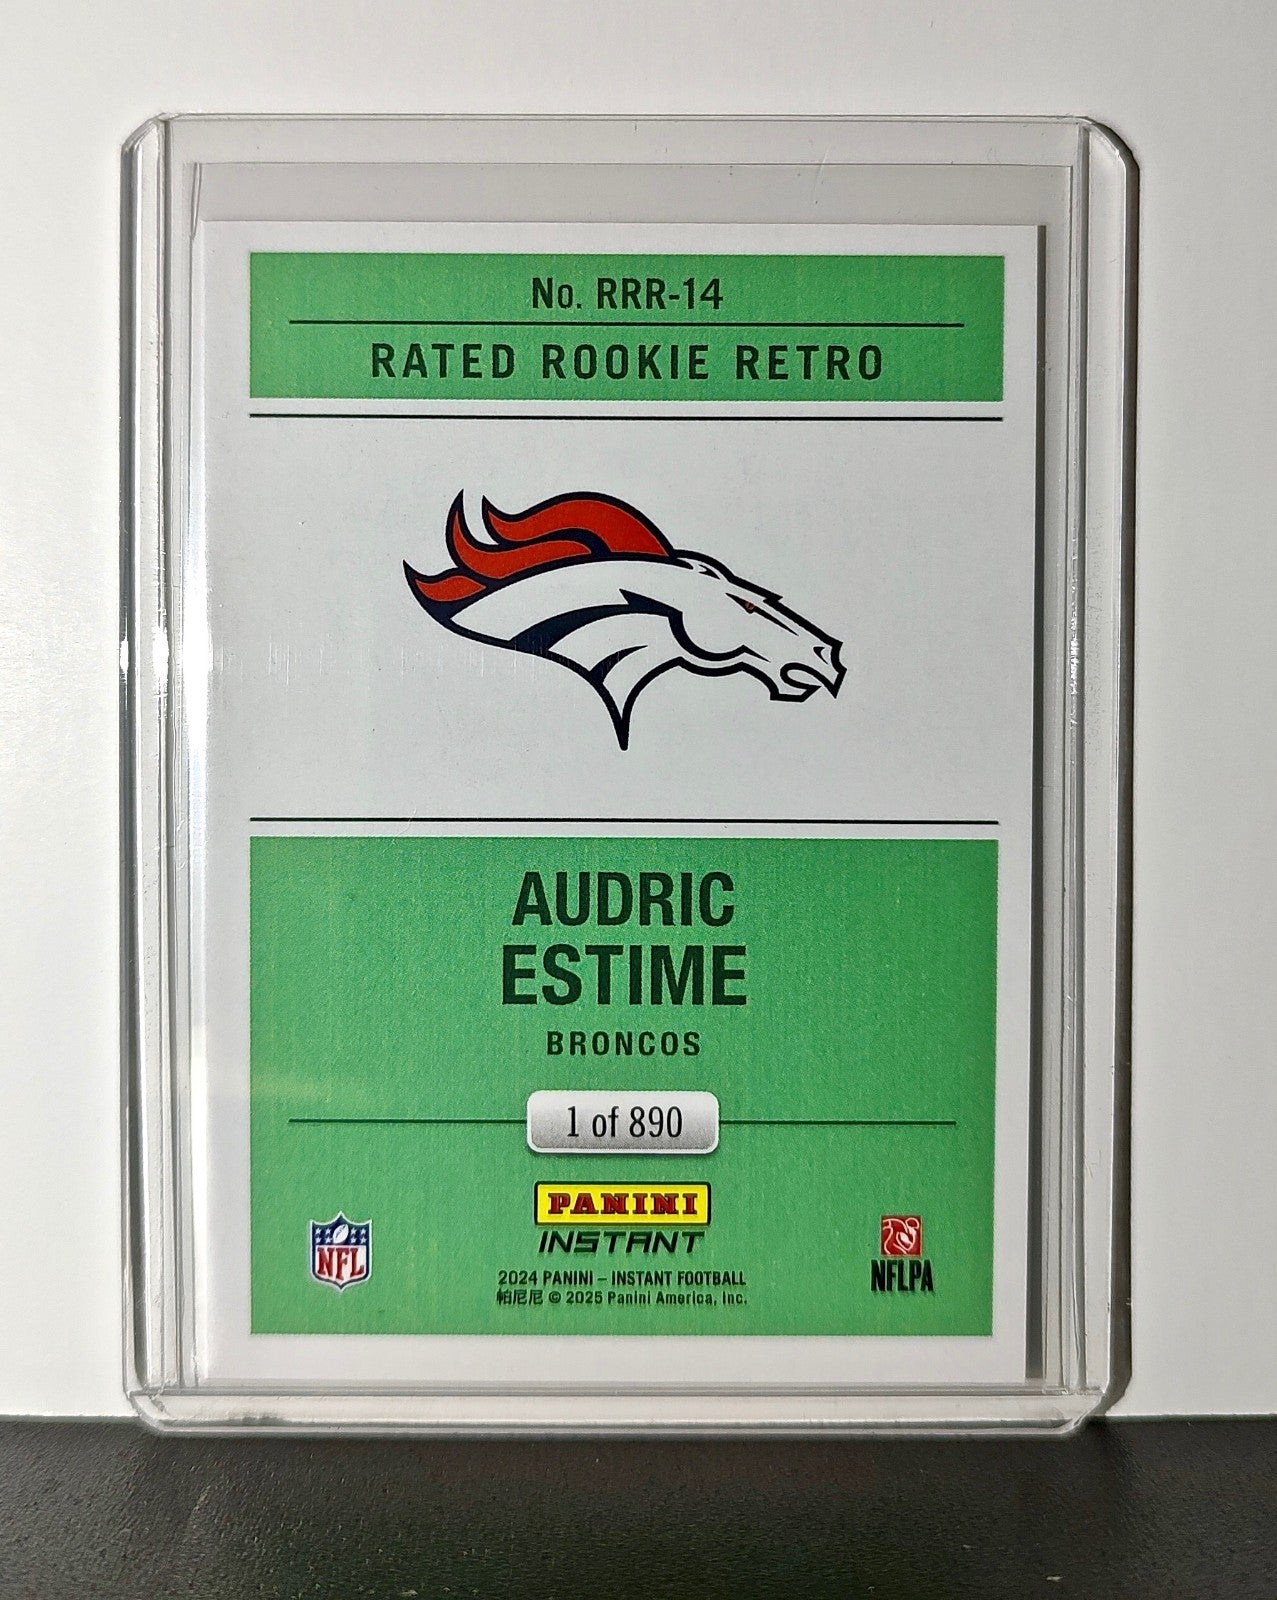 No. RRR-14
RATED ROOKIE RETRO
AUDRIC
ESTIME
BRONCOS
1 of 890
PANINI
INSTANT
NFL
NFLPA
2024 PANINI – INSTANT FOOTBALL
帕尼尼 © 2025 Panini America, Inc.